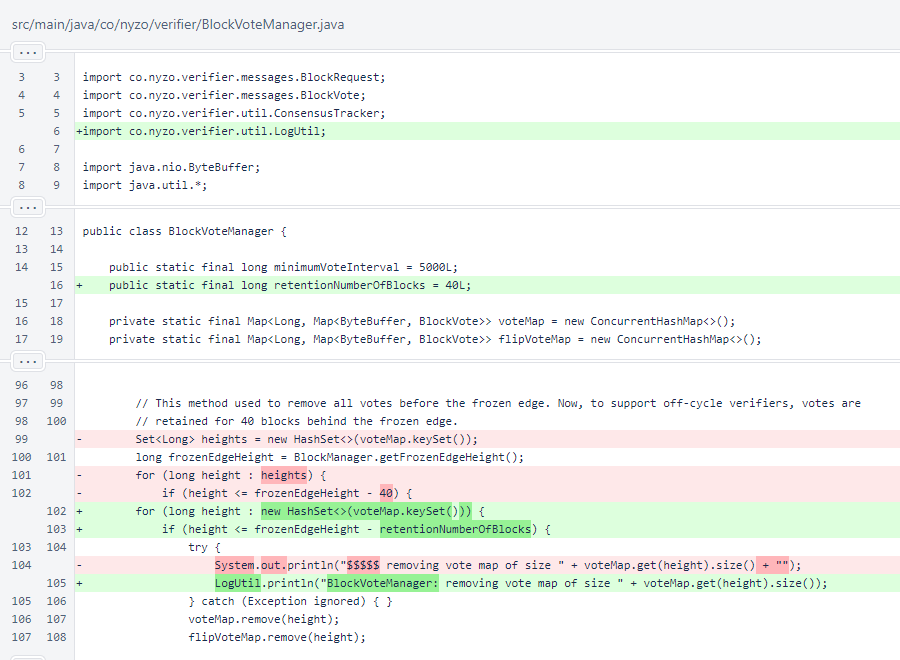 src/main/java/co/nyzo/verifier/BlockVoteManager.java
...
3 3 import co.nyzo.verifier.messages.BlockRequest;
4 4 import co.nyzo.verifier.messages.BlockVote;
5 5 import co.nyzo.verifier.util.ConsensusTracker;
6 +import co.nyzo.verifier.util.LogUtil;
6 7
7 8 import java.nio.ByteBuffer;
8 9 import java.util.*;
...
12 13 public class BlockVoteManager {
13 14
14 15 public static final long minimumVoteInterval = 5000L;
16 + public static final long retentionNumberOfBlocks = 40L;
15 17
16 18 private static final Map<Long, Map<ByteBuffer, BlockVote>> voteMap = new ConcurrentHashMap<>();
17 19 private static final Map<Long, Map<ByteBuffer, BlockVote>> flipVoteMap = new ConcurrentHashMap<>();
...
96 98
97 99 // This method used to remove all votes before the frozen edge. Now, to support off-cycle verifiers, votes are
98 100 // retained for 40 blocks behind the frozen edge.
99 - Set<Long> heights = new HashSet<>(voteMap.keySet());
100 101 long frozenEdgeHeight = BlockManager.getFrozenEdgeHeight();
101 - for (long height : heights) {
102 - if (height <= frozenEdgeHeight - 40) {
102 + for (long height : new HashSet<>(voteMap.keySet())) {
103 + if (height <= frozenEdgeHeight - retentionNumberOfBlocks) {
103 104 try {
104 - System.out.println("$$$$$ removing vote map of size " + voteMap.get(height).size() + "");
105 + LogUtil.println("BlockVoteManager: removing vote map of size " + voteMap.get(height).size());
105 106 } catch (Exception ignored) { }
106 107 voteMap.remove(height);
107 108 flipVoteMap.remove(height);